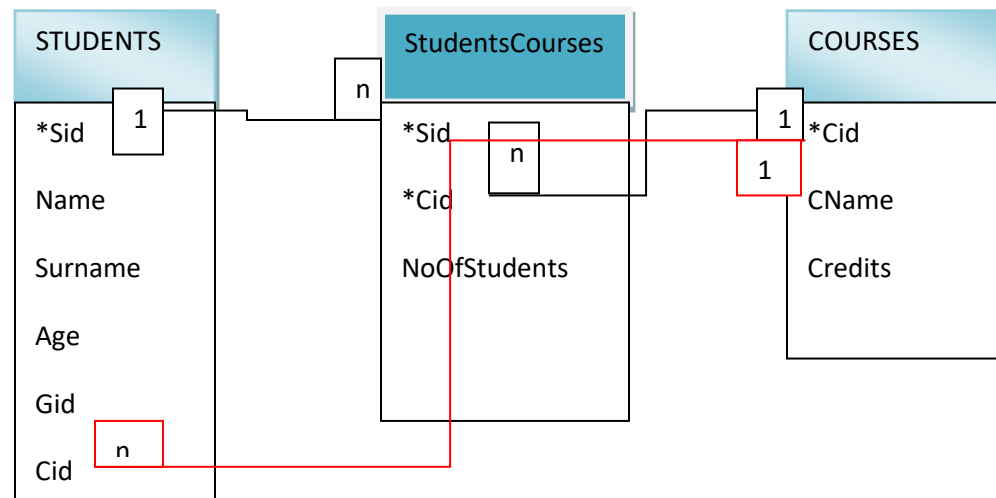 STUDENTS
1
*Sid
Name
Surname
Age
Gid
n
Cid
n
StudentsCourses
*Sid
n
*Cid
NoOfStudents
COURSES
1
*Cid
1
CName
Credits